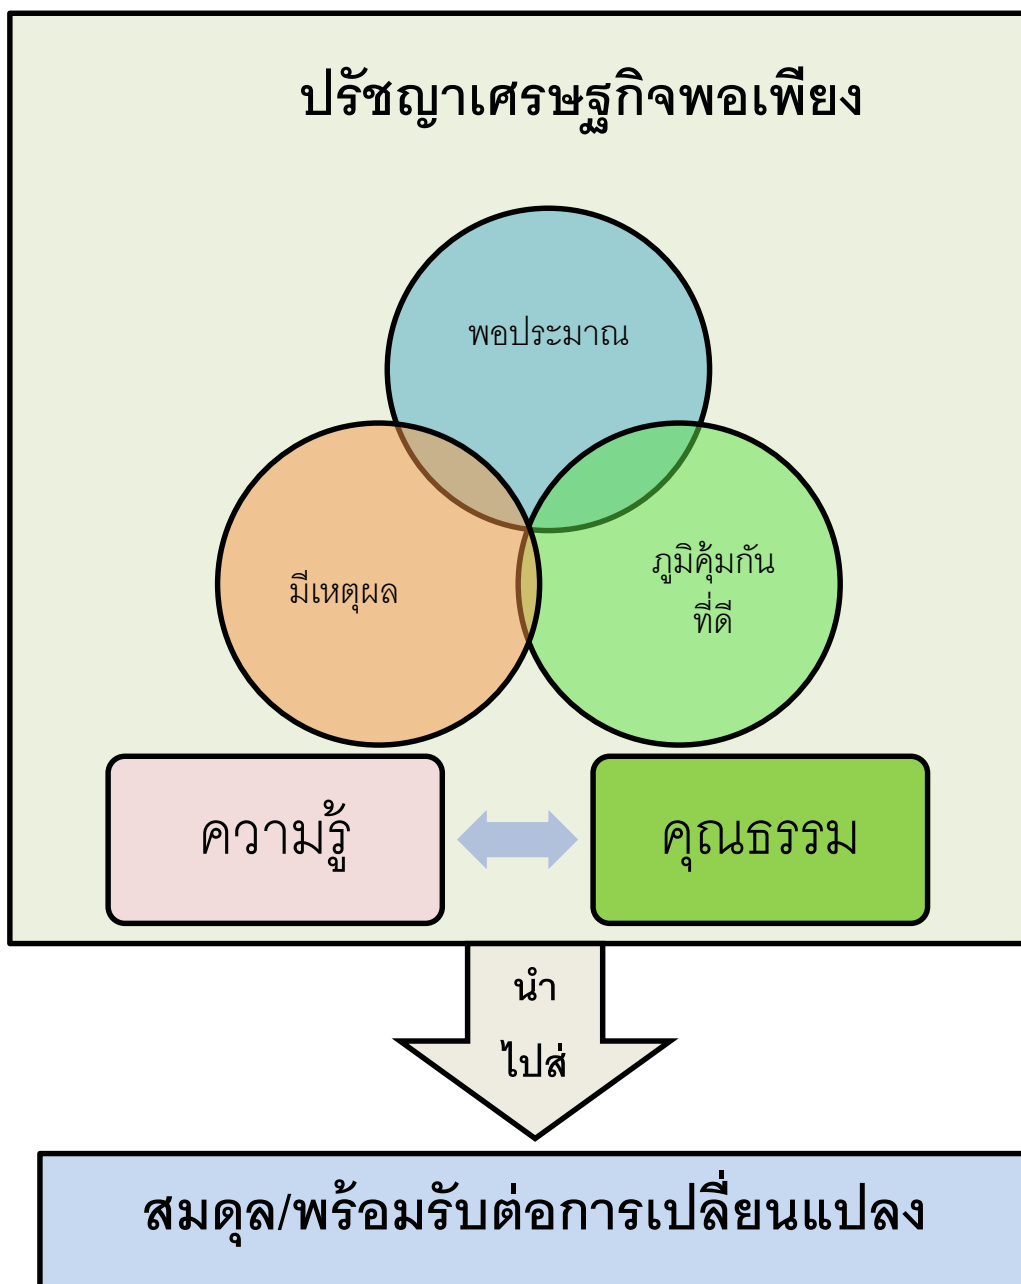 ปรัชญาเศรษฐกิจพอเพียง
พอประมาณ
มีเหตุผล
ภูมิคุ้มกัน
ที่ดี
ความรู้
คุณธรรม
นำ
ไปส่
สมดุล/พร้อมรับต่อการเปลี่ยนแปลง